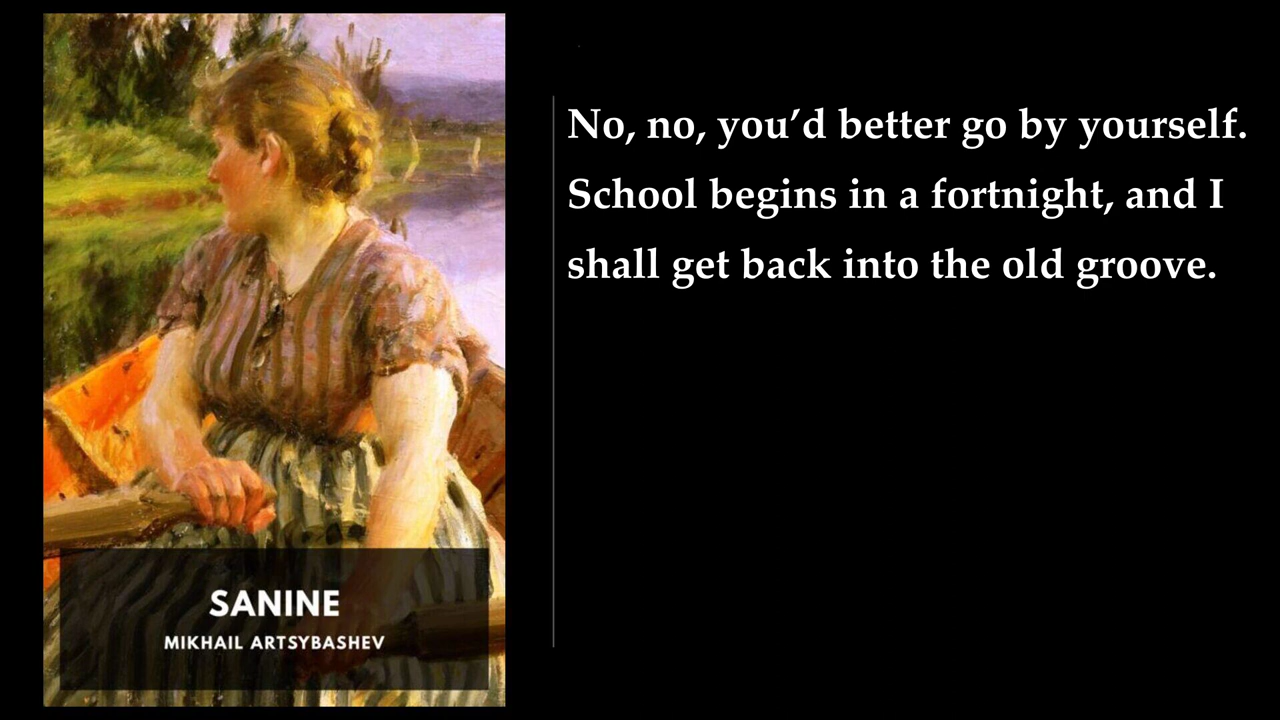 No, no, you’d better go by yourself.
School begins in a fortnight, and I
shall get back into the old groove.
SANINE
MIKHAIL ARTSYBASHEV